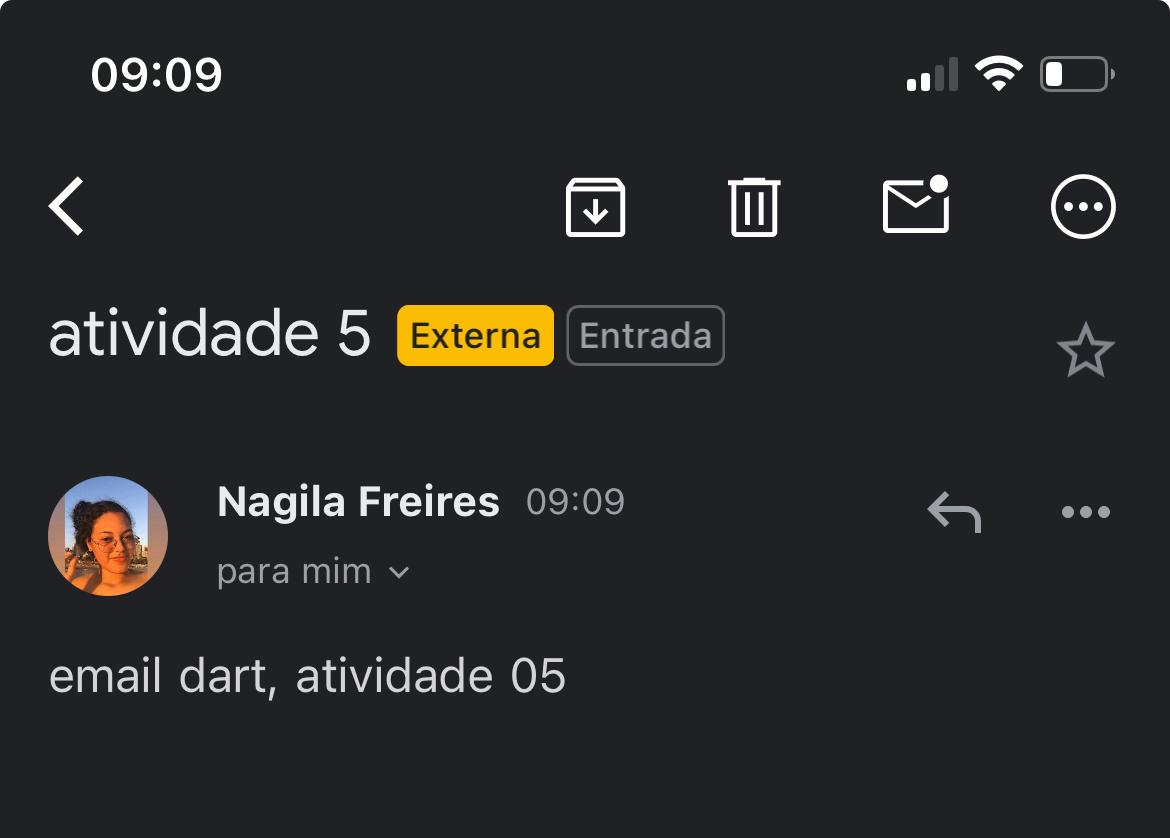 09:09
atividade 5 Externa Entrada
Nagila Freires 09:09
para mim
email dart, atividade 05